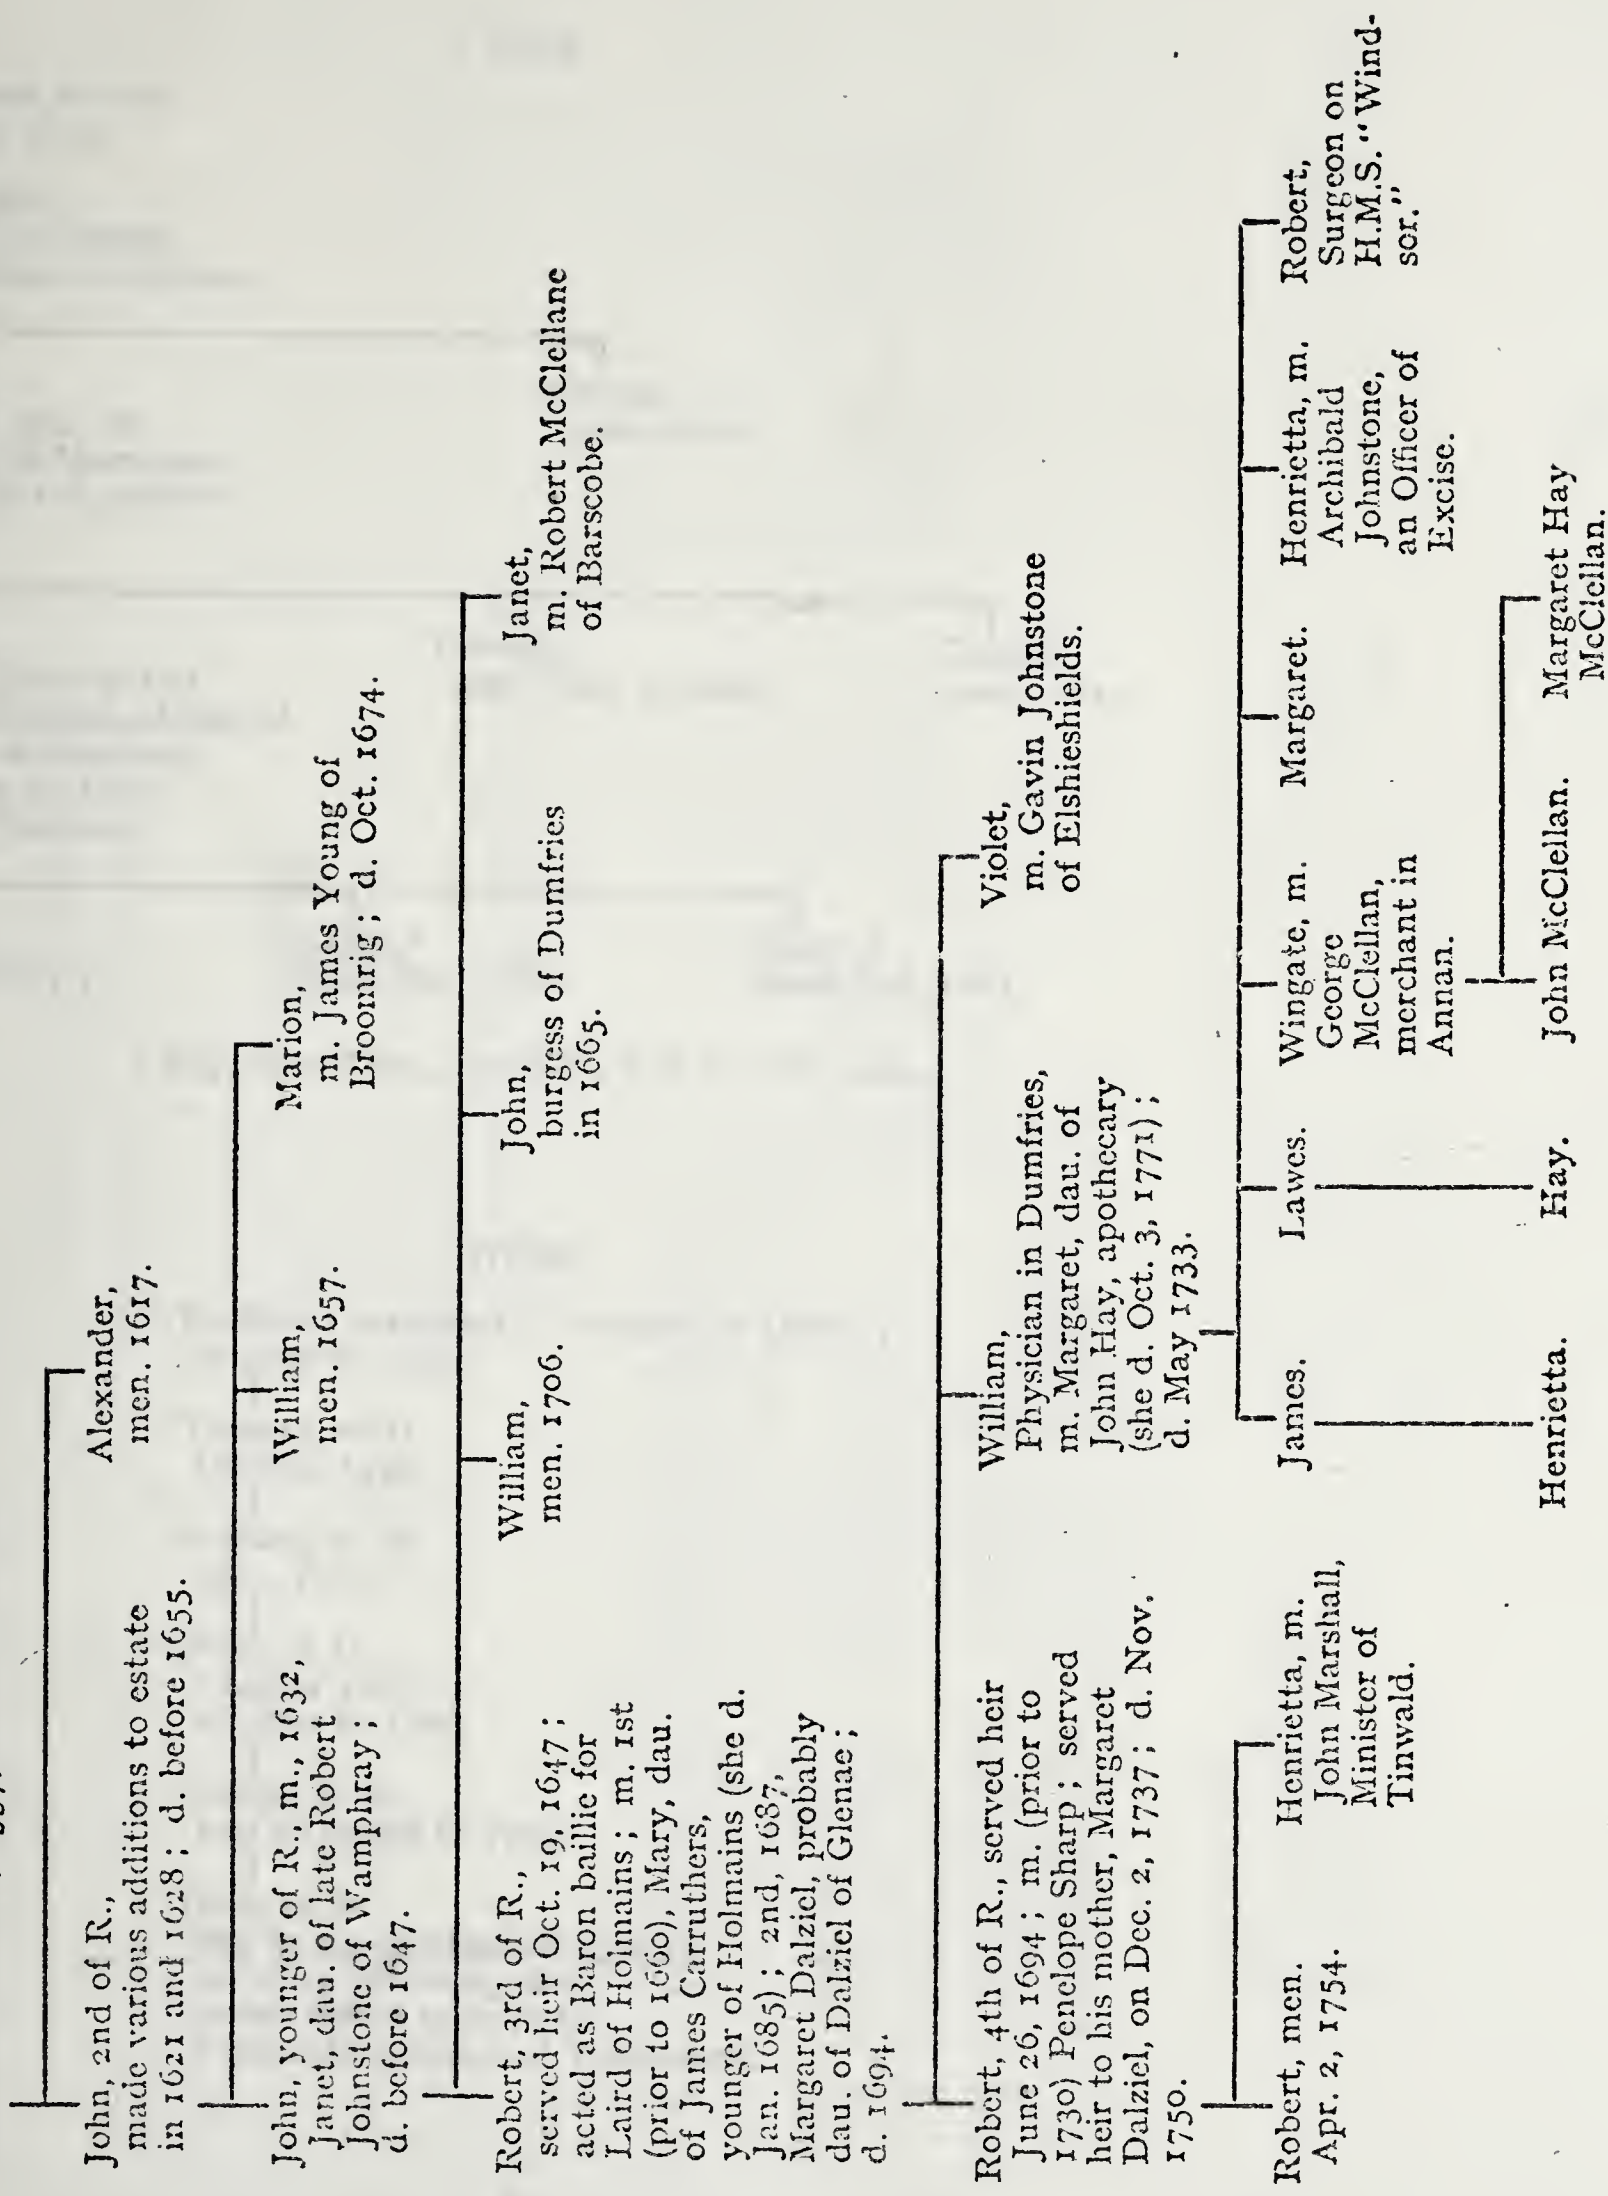 John, 2nd of R.,
made various additions to estate
in 1621 and 1628 ; d. before 1655.
Alexander,
men. 1617.
John, younger of R., m., 1632,
Janet, dau. of late Robert
Johnstone of Wamphray ;
d. before 1647.
William,
men. 1657.
Marion,
m. James Young of
Broomrig ; d. Oct. 1674.
Robert, 3rd of R.,
served heir Oct. 19, 1647 ;
acted as Baron baillie for
Laird of Holmains ; m. 1st
(prior to 1660), Mary, dau.
of James Carruthers,
younger of Holmains (she d.
Jan. 1685) ; 2nd, 1687,
Margaret Dalziel, probably
dau. of Dalziel of Glenae ;
d. 1694.
William,
men. 1706.
John,
burgess of Dumfries
in 1665.
Janet,
m. Robert McClellane
of Barscobe.
Robert, 4th of R., served heir
June 26, 1694 ; m. (prior to
1730) Penelope Sharp ; served
heir to his mother, Margaret
Dalziel, on Dec. 2, 1737 ; d. Nov.
1750.
William,
Physician in Dumfries,
m. Margaret, dau. of
John Hay, apothecary
(she d. Oct. 3, 1771) ;
d. May 1733.
Violet,
m. Gavin Johnstone
of Elshieshields.
Robert, men.
Apr. 2, 1754.
Henrietta, m.
John Marshall,
Minister of
Tinwald.
James.
Lawes.
Wingate, m.
George
McClellan,
merchant in
Annan.
Margaret.
Henrietta, m.
Archibald
Johnstone,
an Officer of
Excise.
Robert,
Surgeon on
H.M.S. "Wind-
sor."
Henrietta.
Hay.
John McClellan.
Margaret Hay
McClellan.